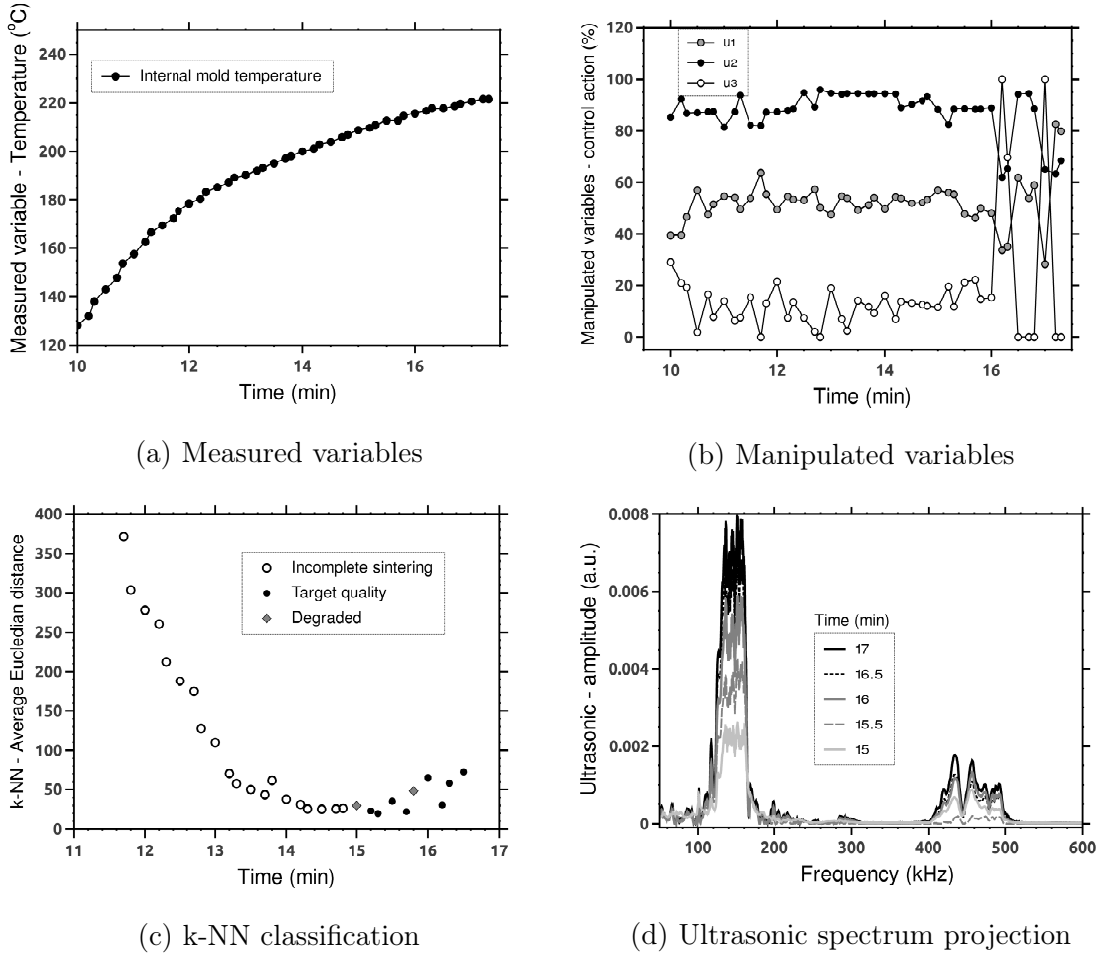 Measured variable - Temperature (°C)
240
220
200
180
160
140
120
Internal mold temperature
10
12
14
16
Time (min)
(a) Measured variables
Manipulated variables - control action (%)
120
100
80
60
40
20
0
u1
u2
u3
10
12
14
16
Time (min)
(b) Manipulated variables
k-NN - Average Eucledian distance
400
350
300
250
200
150
100
50
0
Incomplete sintering
Target quality
Degraded
11
12
13
14
15
16
17
Time (min)
(c) k-NN classification
Ultrasonic - amplitude (a.u.)
0.008
0.006
0.004
0.002
0
Time (min)
17
16.5
16
15.5
15
100
200
300
400
500
600
Frequency (kHz)
(d) Ultrasonic spectrum projection